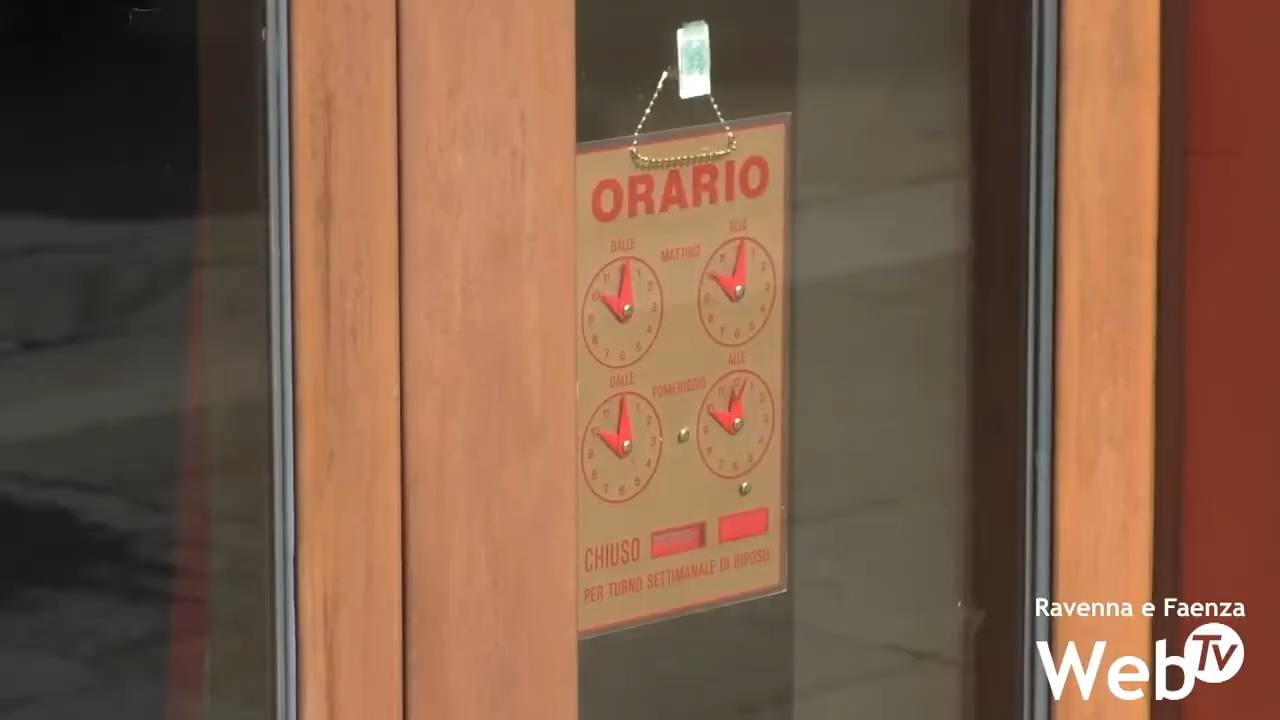 ORARIO
DALLE MATTINO ALLE
DALLE POMERIGGIO ALLE
CHIUSO
PER TURNO SETTIMANALE DI RIPOSO
Ravenna e Faenza
WebTv